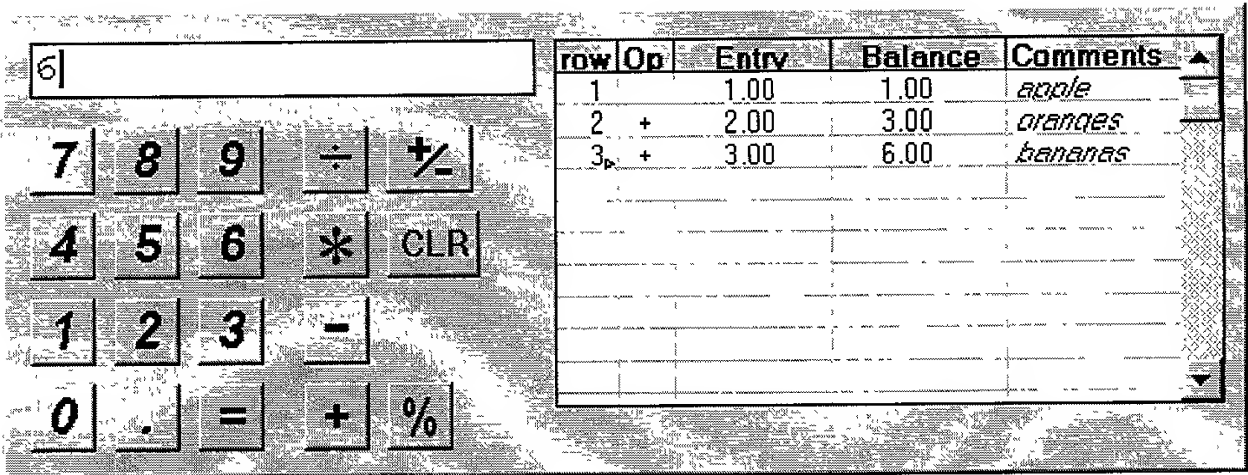 6
row Op Entry Balance Comments
1 1.00 1.00 apple
2 + 2.00 3.00 oranges
3 + 3.00 6.00 bananas
7 8 9 ÷ +/-
4 5 6 * CLR
1 2 3 -
0 . = + %